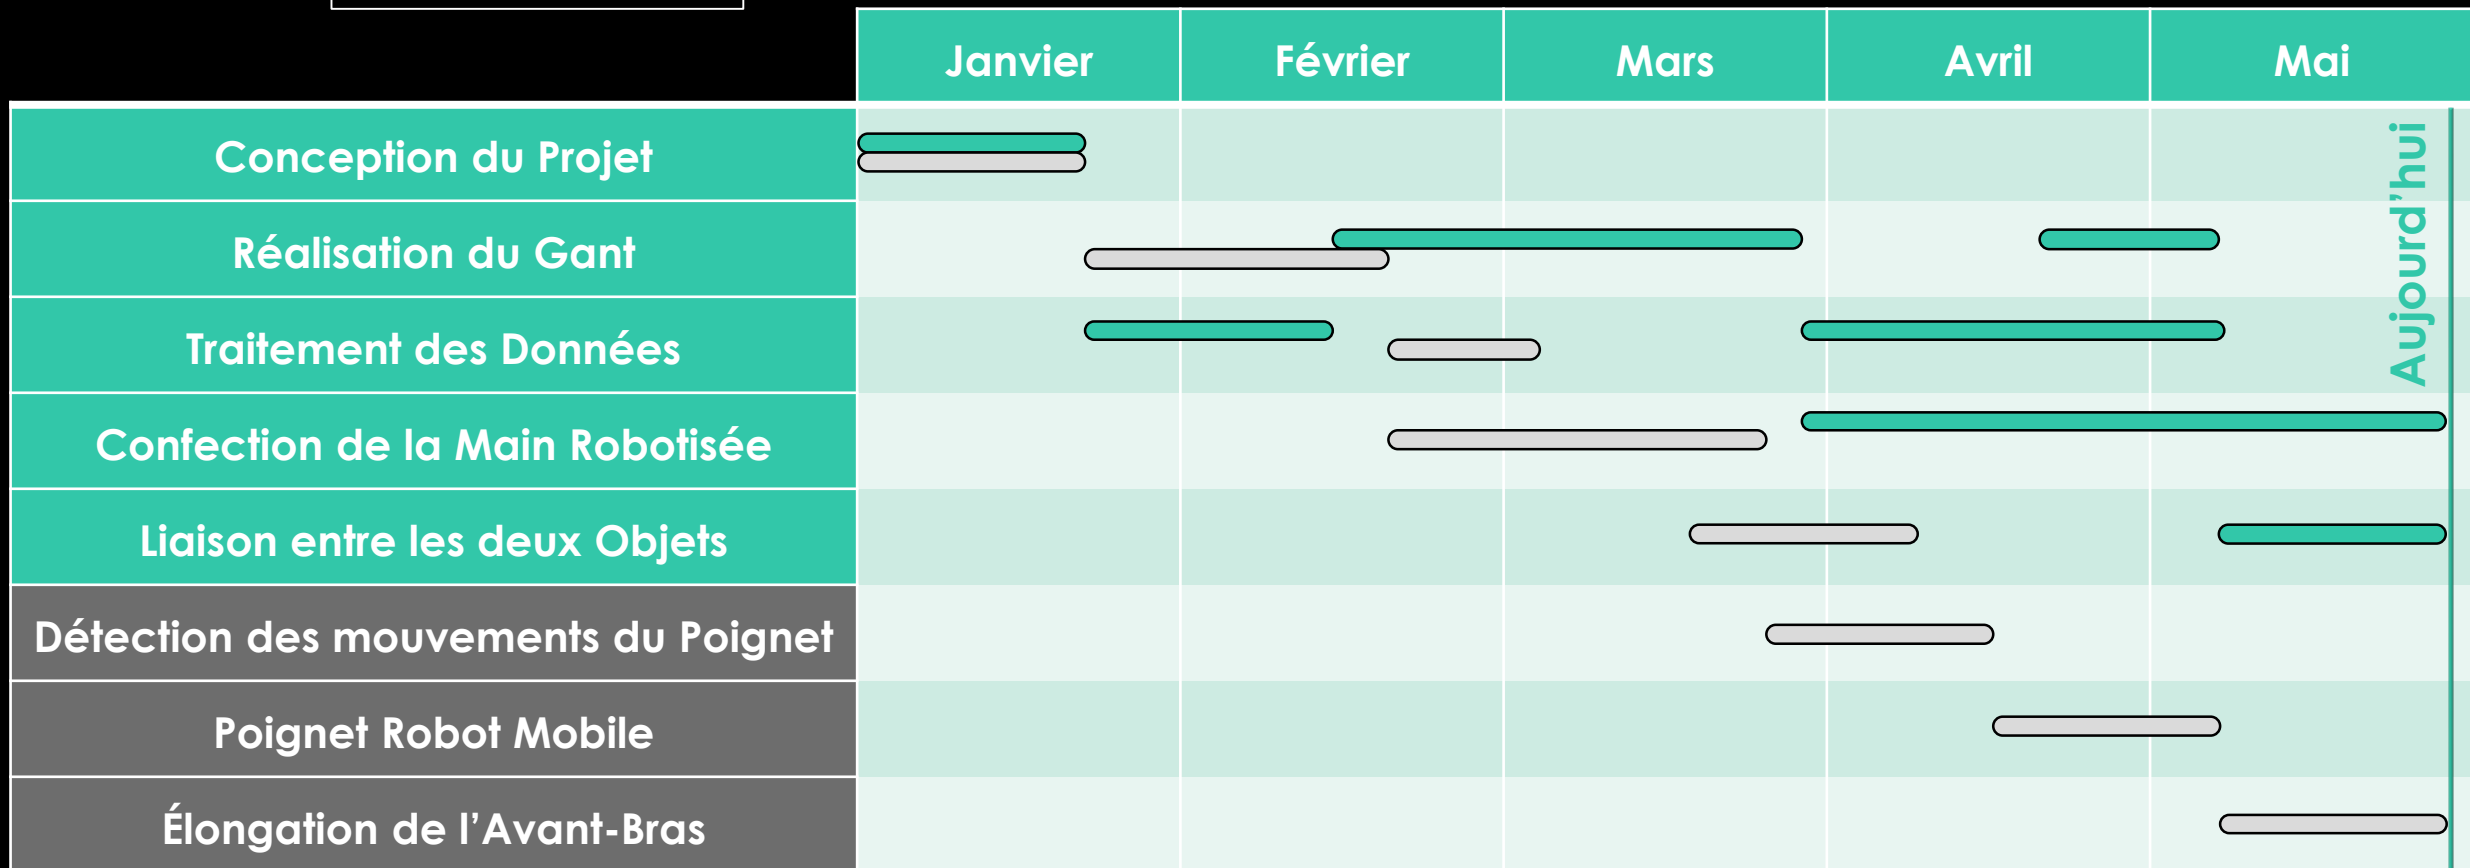 Janvier
Février
Mars
Avril
Mai
Aujourd’hui
Conception du Projet
Réalisation du Gant
Traitement des Données
Confection de la Main Robotisée
Liaison entre les deux Objets
Détection des mouvements du Poignet
Poignet Robot Mobile
Élongation de l’Avant-Bras